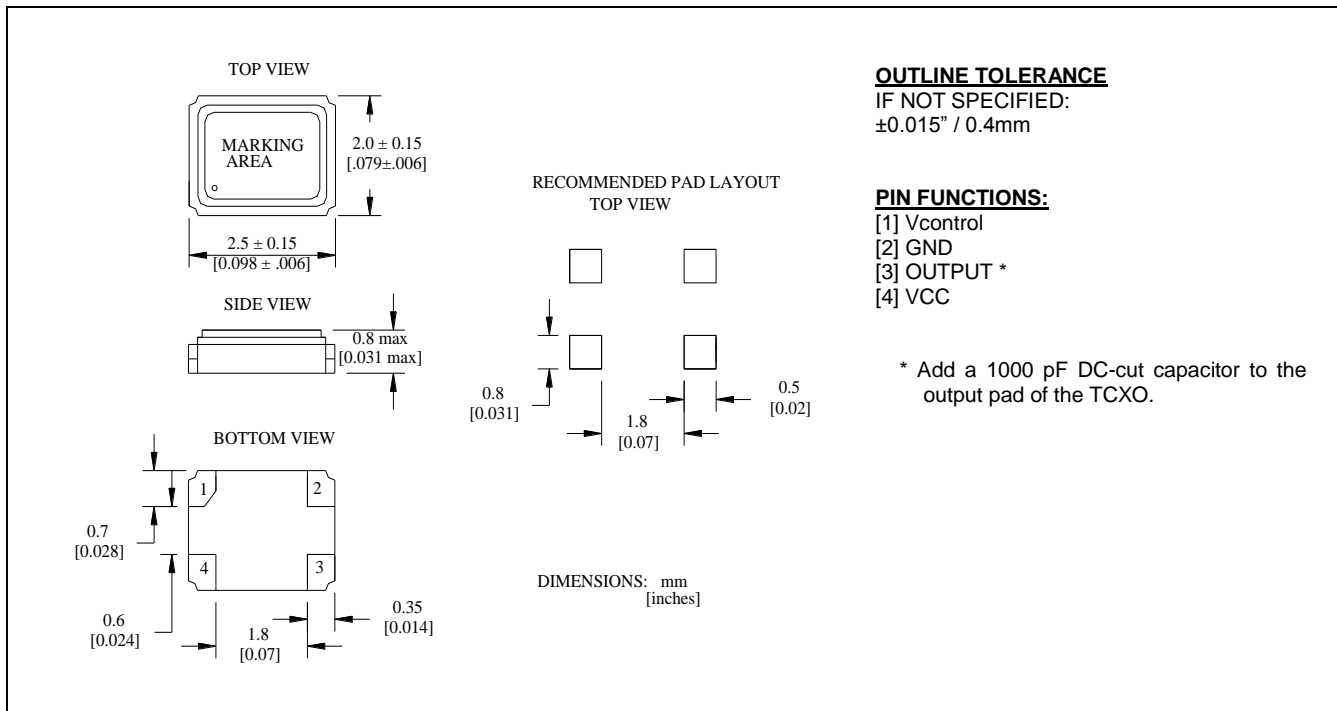 TOP VIEW
MARKING
AREA
2.0 ± 0.15
[.079±.006]
2.5 ± 0.15
[0.098 ± .006]
SIDE VIEW
0.8 max
[0.031 max]
BOTTOM VIEW
1
2
4
3
0.7
[0.028]
0.6
[0.024]
1.8
[0.07]
0.35
[0.014]
RECOMMENDED PAD LAYOUT
TOP VIEW
0.8
[0.031]
1.8
[0.07]
0.5
[0.02]
DIMENSIONS: mm
[inches]
OUTLINE TOLERANCE
IF NOT SPECIFIED:
±0.015” / 0.4mm
PIN FUNCTIONS:
[1] Vcontrol
[2] GND
[3] OUTPUT *
[4] VCC
* Add a 1000 pF DC-cut capacitor to the
output pad of the TCXO.